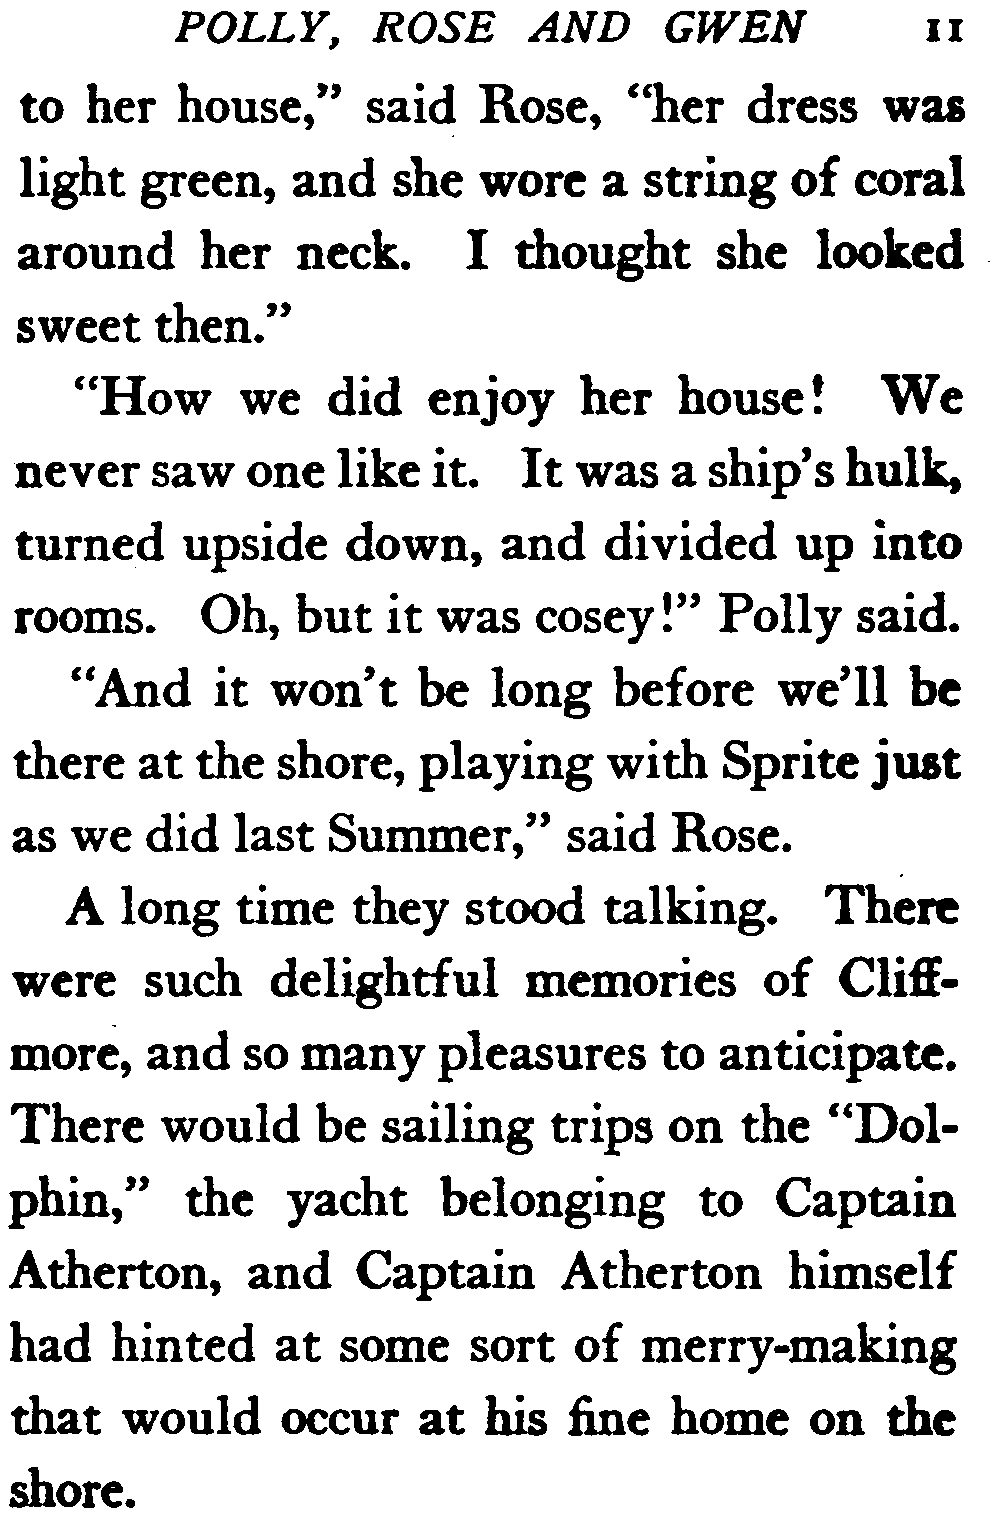 POLLY, ROSE AND GWEN 11
to her house,” said Rose, “her dress was
light green, and she wore a string of coral
around her neck. I thought she looked
sweet then.”
“How we did enjoy her house! We
never saw one like it. It was a ship’s hulk,
turned upside down, and divided up into
rooms. Oh, but it was cosey!” Polly said.
“And it won’t be long before we’ll be
there at the shore, playing with Sprite just
as we did last Summer,” said Rose.
A long time they stood talking. There
were such delightful memories of Cliff-
more, and so many pleasures to anticipate.
There would be sailing trips on the “Dol-
phin,” the yacht belonging to Captain
Atherton, and Captain Atherton himself
had hinted at some sort of merry-making
that would occur at his fine home on the
shore.